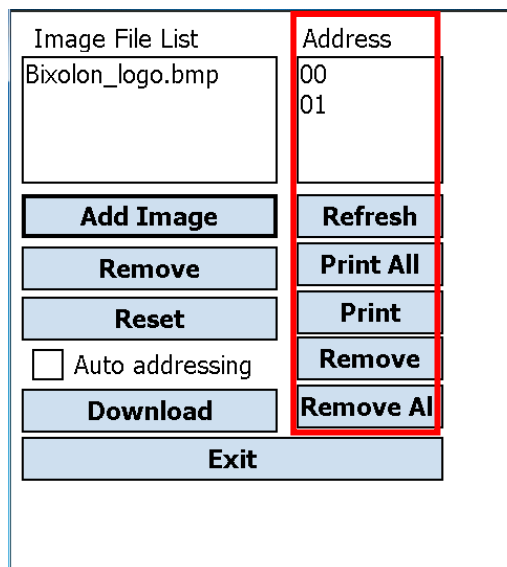 Image File List
Address
Bixolon_logo.bmp
00
01
Add Image
Refresh
Remove
Print All
Reset
Print
Auto addressing
Remove
Download
Remove Al
Exit